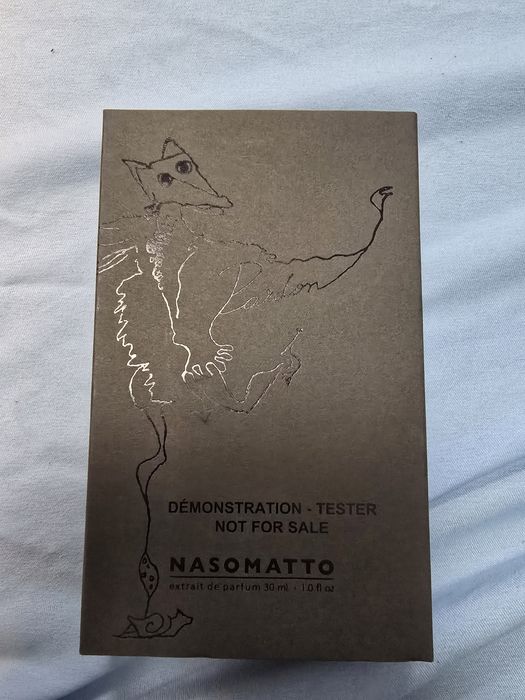 Pardon
DÉMONSTRATION - TESTER
NOT FOR SALE
NASOMATTO
extrait de parfum 30 ml - 1.0 fl oz